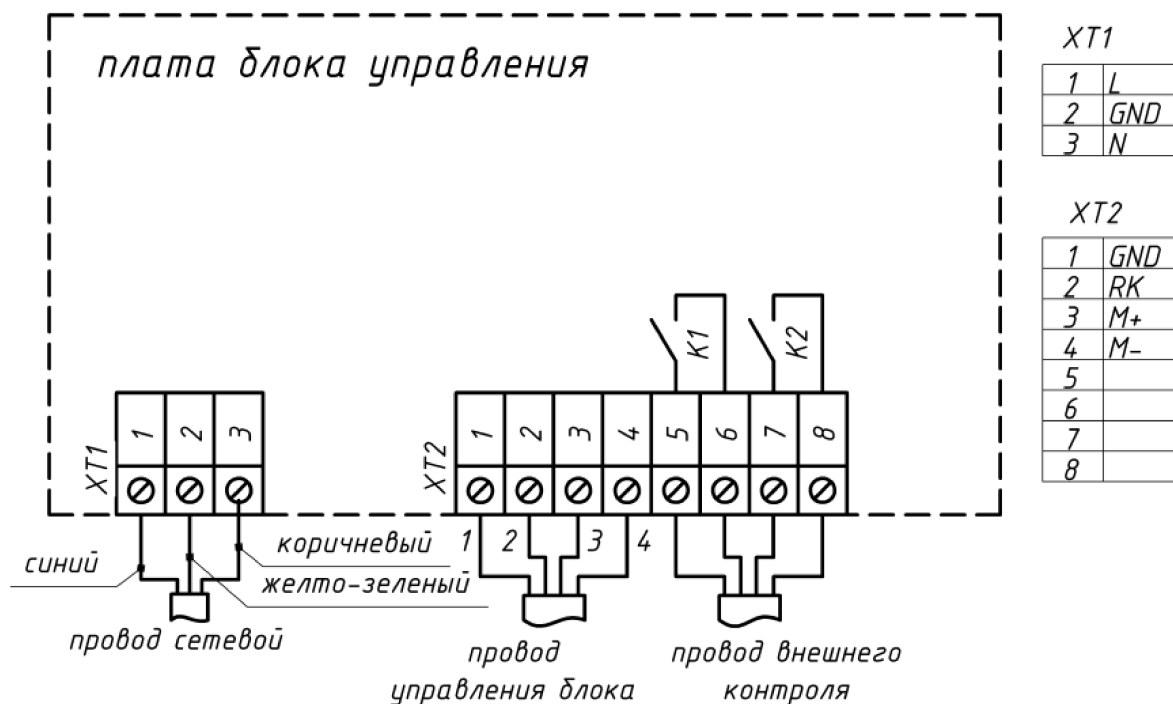 плата блока управления
XT1
1 L
2 GND
3 N
XT2
1 GND
2 RK
3 M+
4 M-
5
6
7
8
K1 K2
XT1 1 2 3
XT2 1 2 3 4 5 6 7 8
синий
коричневый
желто-зеленый
1 2 3 4
провод сетевой
провод
управления блока
провод внешнего
контроля